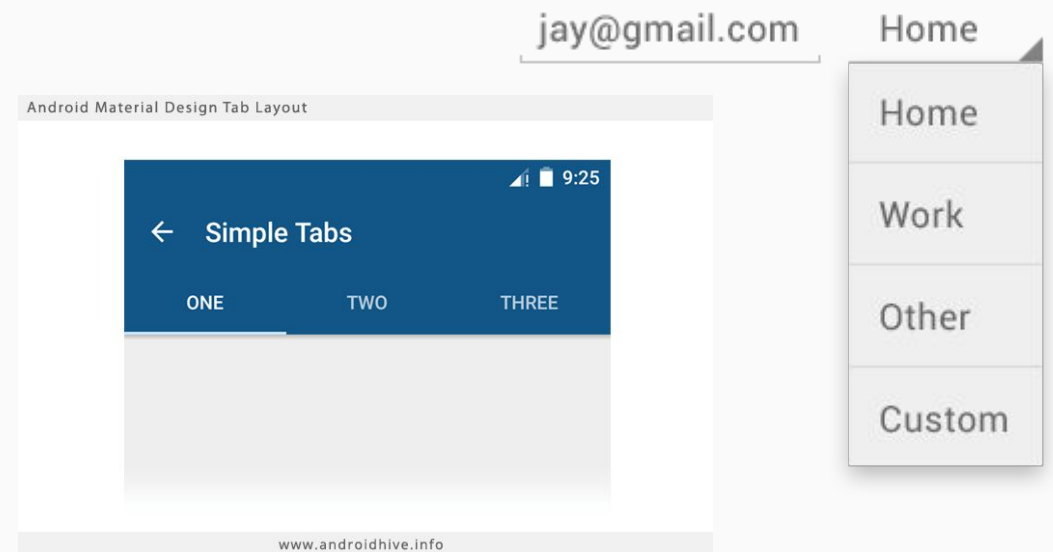 jay@gmail.com
Home
Home
Work
Other
Custom
Android Material Design Tab Layout
9:25
Simple Tabs
ONE TWO THREE
www.androidhive.info